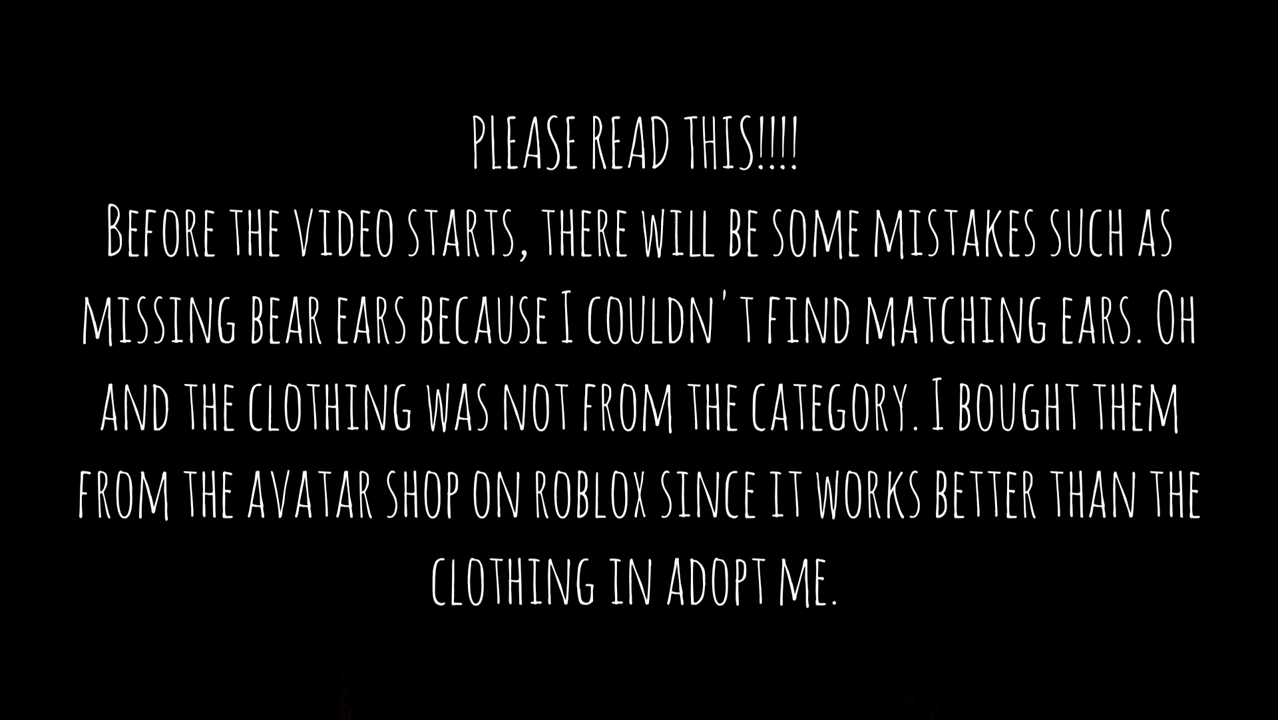 PLEASE READ THIS!!!!
Before the video starts, there will be some mistakes such as
missing bear ears because I couldn't find matching ears. Oh
and the clothing was not from the category. I bought them
from the avatar shop on roblox since it works better than the
clothing in adopt me.